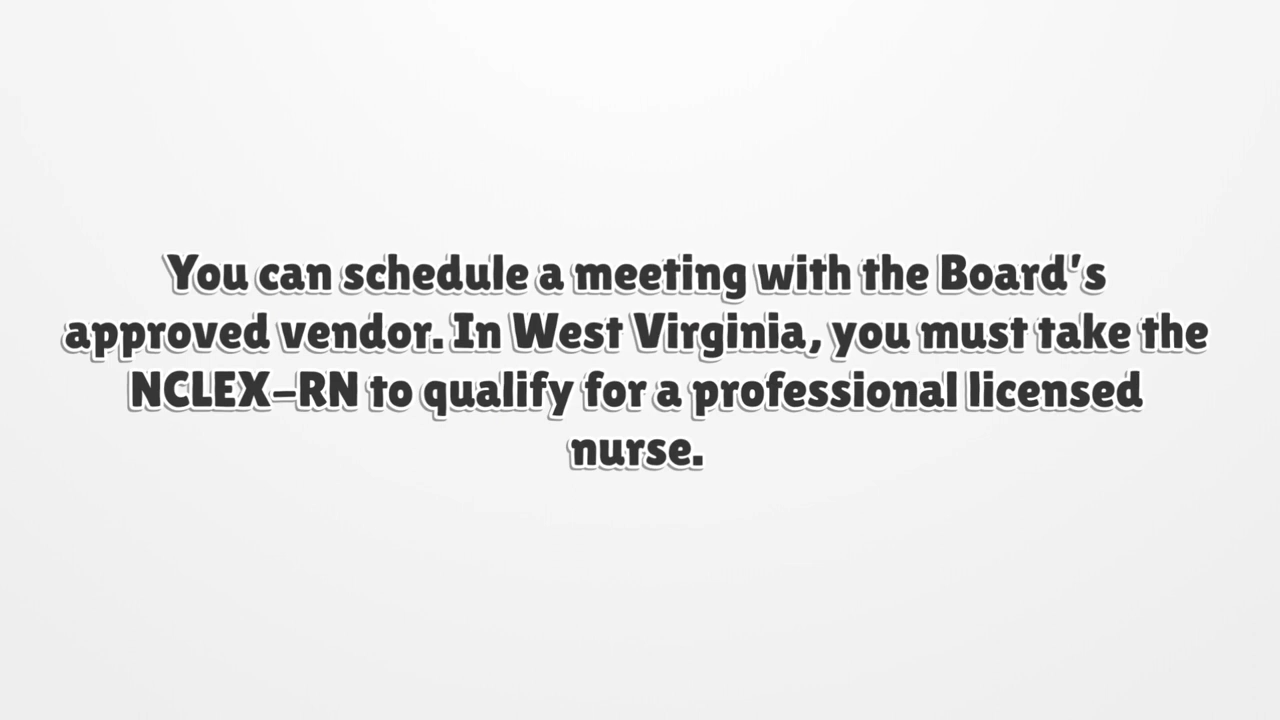 You can schedule a meeting with the Board's
approved vendor. In West Virginia, you must take the
NCLEX-RN to qualify for a professional licensed
nurse.